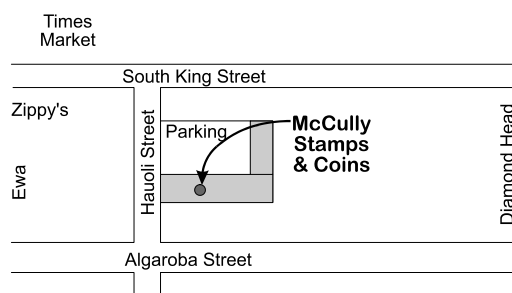 Times
Market
South King Street
Zippy's
Parking
McCully
Stamps
& Coins
Hauoli Street
Ewa
Diamond Head
Algaroba Street